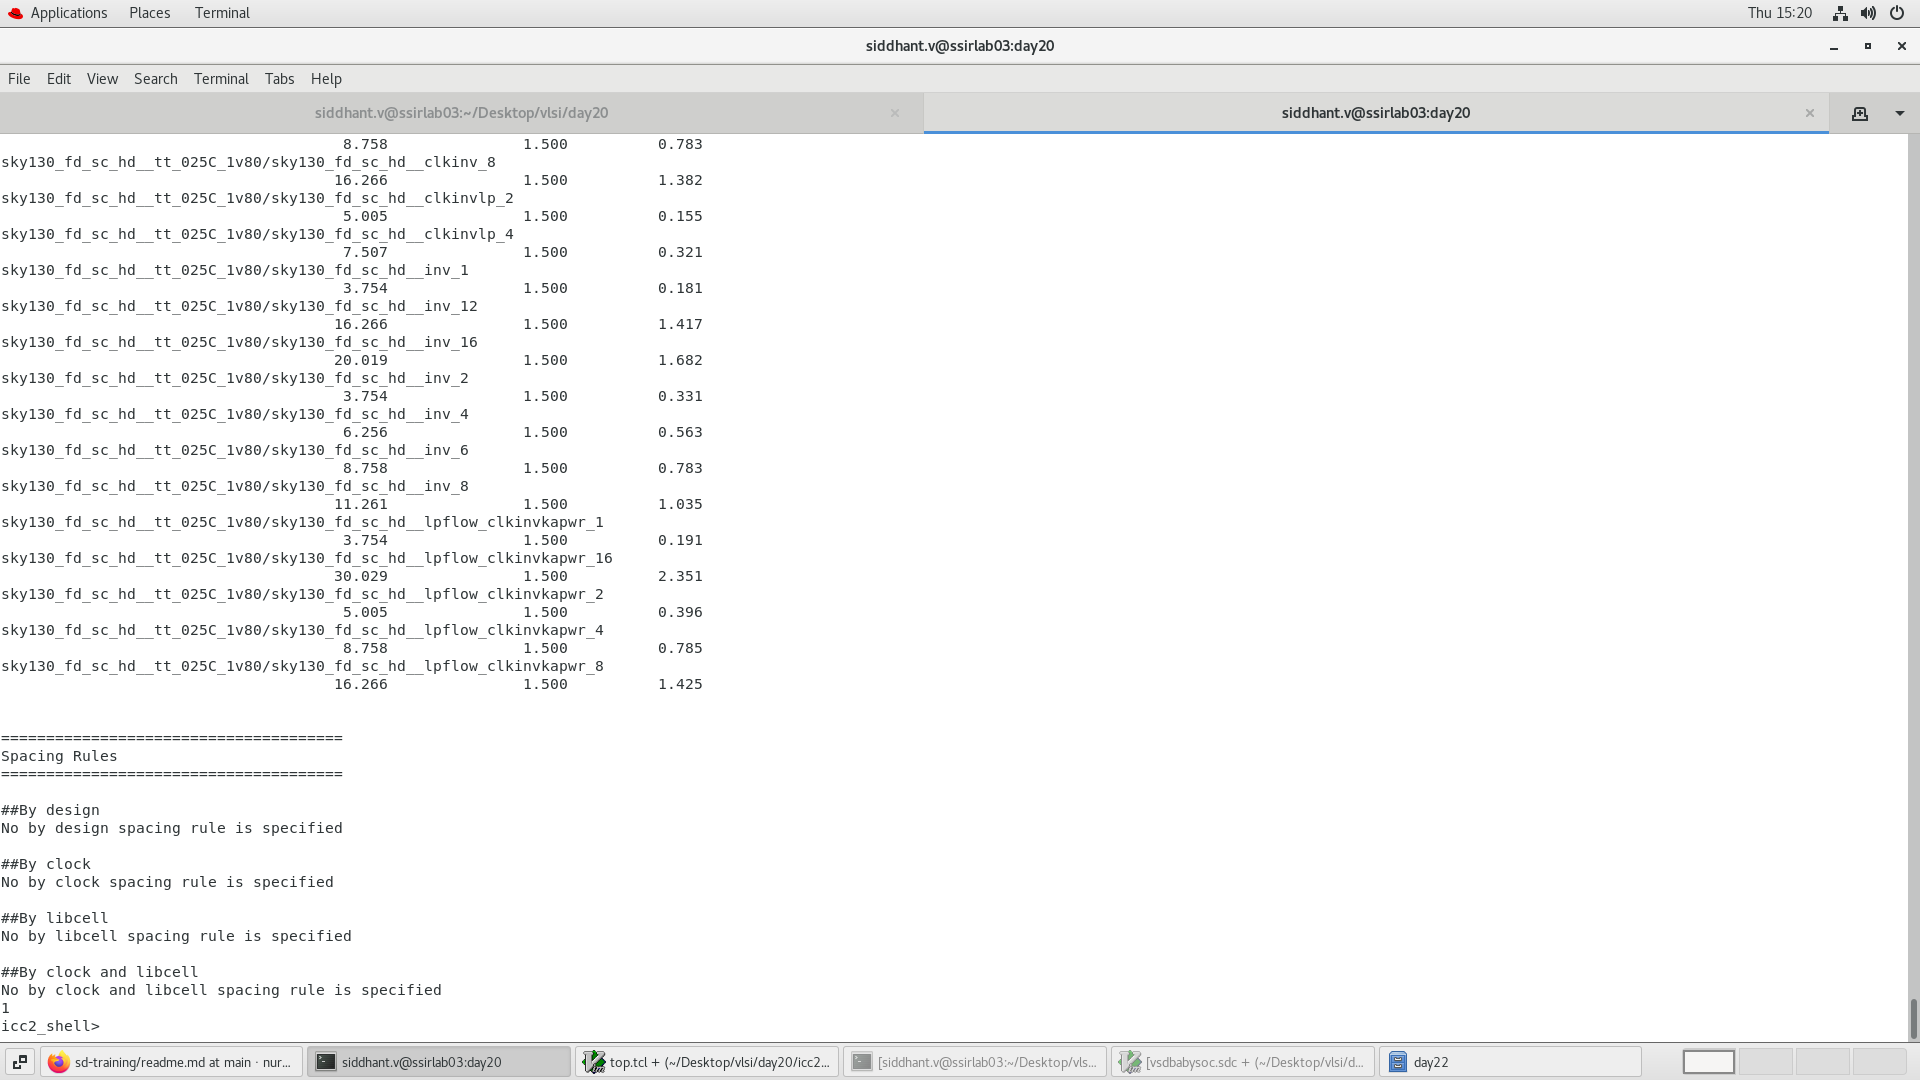 Applications Places Terminal Thu 15:20
siddhant.v@ssirlab03:day20
File Edit View Search Terminal Tabs Help
siddhant.v@ssirlab03:~/Desktop/vlsi/day20 siddhant.v@ssirlab03:day20
8.758 1.500 0.783
sky130_fd_sc_hd__tt_025C_1v80/sky130_fd_sc_hd__clkinv_8
16.266 1.500 1.382
sky130_fd_sc_hd__tt_025C_1v80/sky130_fd_sc_hd__clkinvlp_2
5.005 1.500 0.155
sky130_fd_sc_hd__tt_025C_1v80/sky130_fd_sc_hd__clkinvlp_4
7.507 1.500 0.321
sky130_fd_sc_hd__tt_025C_1v80/sky130_fd_sc_hd__inv_1
3.754 1.500 0.181
sky130_fd_sc_hd__tt_025C_1v80/sky130_fd_sc_hd__inv_12
16.266 1.500 1.417
sky130_fd_sc_hd__tt_025C_1v80/sky130_fd_sc_hd__inv_16
20.019 1.500 1.682
sky130_fd_sc_hd__tt_025C_1v80/sky130_fd_sc_hd__inv_2
3.754 1.500 0.331
sky130_fd_sc_hd__tt_025C_1v80/sky130_fd_sc_hd__inv_4
6.256 1.500 0.563
sky130_fd_sc_hd__tt_025C_1v80/sky130_fd_sc_hd__inv_6
8.758 1.500 0.783
sky130_fd_sc_hd__tt_025C_1v80/sky130_fd_sc_hd__inv_8
11.261 1.500 1.035
sky130_fd_sc_hd__tt_025C_1v80/sky130_fd_sc_hd__lpflow_clkinvkapwr_1
3.754 1.500 0.191
sky130_fd_sc_hd__tt_025C_1v80/sky130_fd_sc_hd__lpflow_clkinvkapwr_16
30.029 1.500 2.351
sky130_fd_sc_hd__tt_025C_1v80/sky130_fd_sc_hd__lpflow_clkinvkapwr_2
5.005 1.500 0.396
sky130_fd_sc_hd__tt_025C_1v80/sky130_fd_sc_hd__lpflow_clkinvkapwr_4
8.758 1.500 0.785
sky130_fd_sc_hd__tt_025C_1v80/sky130_fd_sc_hd__lpflow_clkinvkapwr_8
16.266 1.500 1.425
======================================
Spacing Rules
======================================
##By design
No by design spacing rule is specified
##By clock
No by clock spacing rule is specified
##By libcell
No by libcell spacing rule is specified
##By clock and libcell
No by clock and libcell spacing rule is specified
1
icc2_shell>
sd-training/readme.md at main · nur... siddhant.v@ssirlab03:day20 top.tcl + (~/Desktop/vlsi/day20/icc2... [siddhant.v@ssirlab03:~/Desktop/vls... [vsdbabysoc.sdc + (~/Desktop/vlsi/d... day22